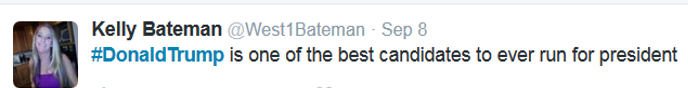 Kelly Bateman @West1Bateman · Sep 8
#DonaldTrump is one of the best candidates to ever run for president